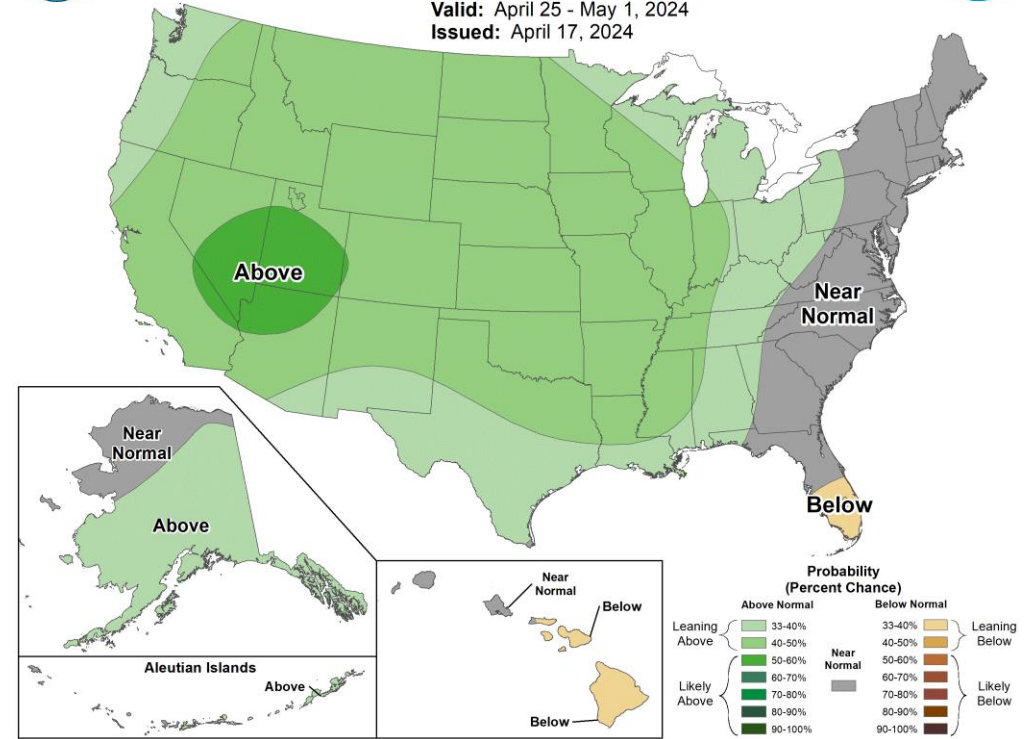 Valid: April 25 - May 1, 2024
Issued: April 17, 2024
Above
Near
Normal
Below
Near
Normal
Above
Aleutian Islands
Above
Near
Normal
Below
Below
Probability
(Percent Chance)
Above Normal
Below Normal
Leaning
Above
33-40%
40-50%
Likely
Above
50-60%
60-70%
70-80%
80-90%
90-100%
Near
Normal
33-40%
40-50%
Leaning
Below
50-60%
60-70%
70-80%
80-90%
90-100%
Likely
Below